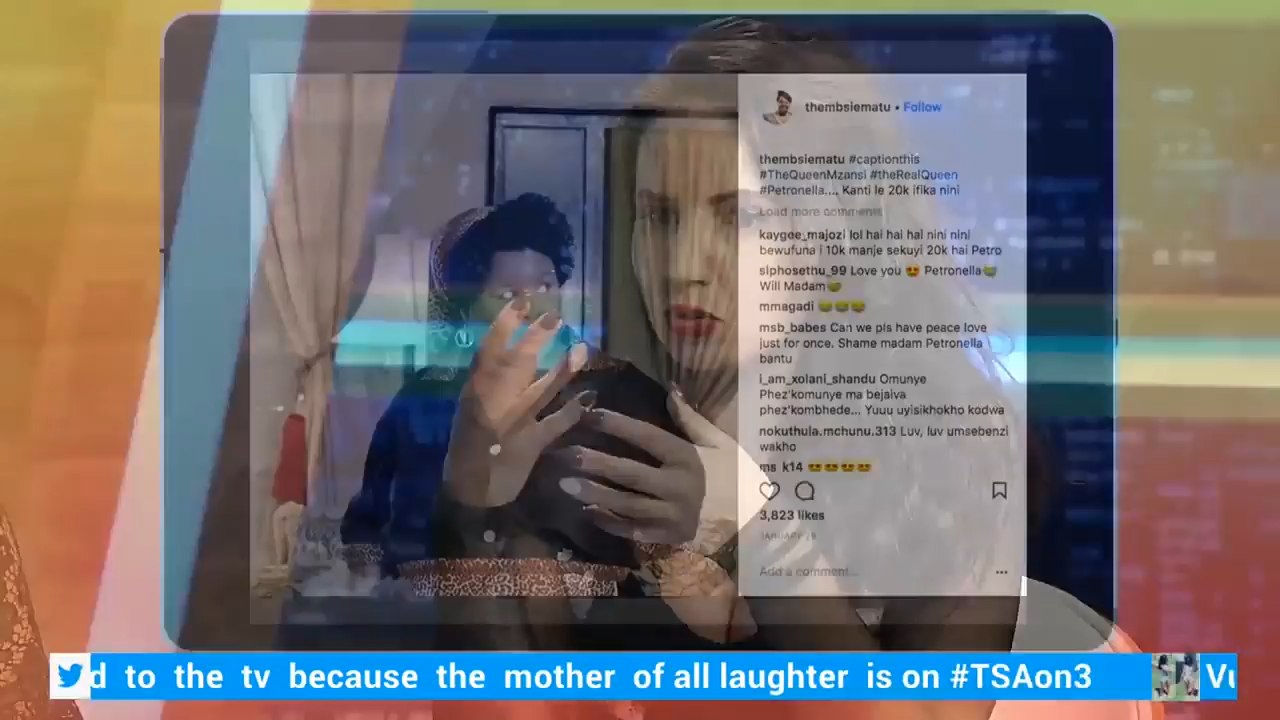 thembsiematu • Follow
thembsiematu #captionthis
#TheQueenMzansi #theRealQueen
#Petronella.... Kanti le 20k ifika nini
Load more comments
kaygee_majozi lol hai hai hai nini nini
bewufuna i 10k manje sekuyi 20k hai Petro
siphosethu_99 Love you 😍 Petronella
Will Madam
mmagadi
msb_babes Can we pls have peace love
just for once. Shame madam Petronella
bantu
i_am_xolani_shandu Omunye
Phez'komunye ma bejaiva
phez'kombhede... Yuuu uyisikhokho kodwa
nokuthula.mchunu.313 Luv, luv umsebenzi
wakho
ms_k14 😍😍😍😍
3,823 likes
Add a comment...
d to the tv because the mother of all laughter is on #TSAon3